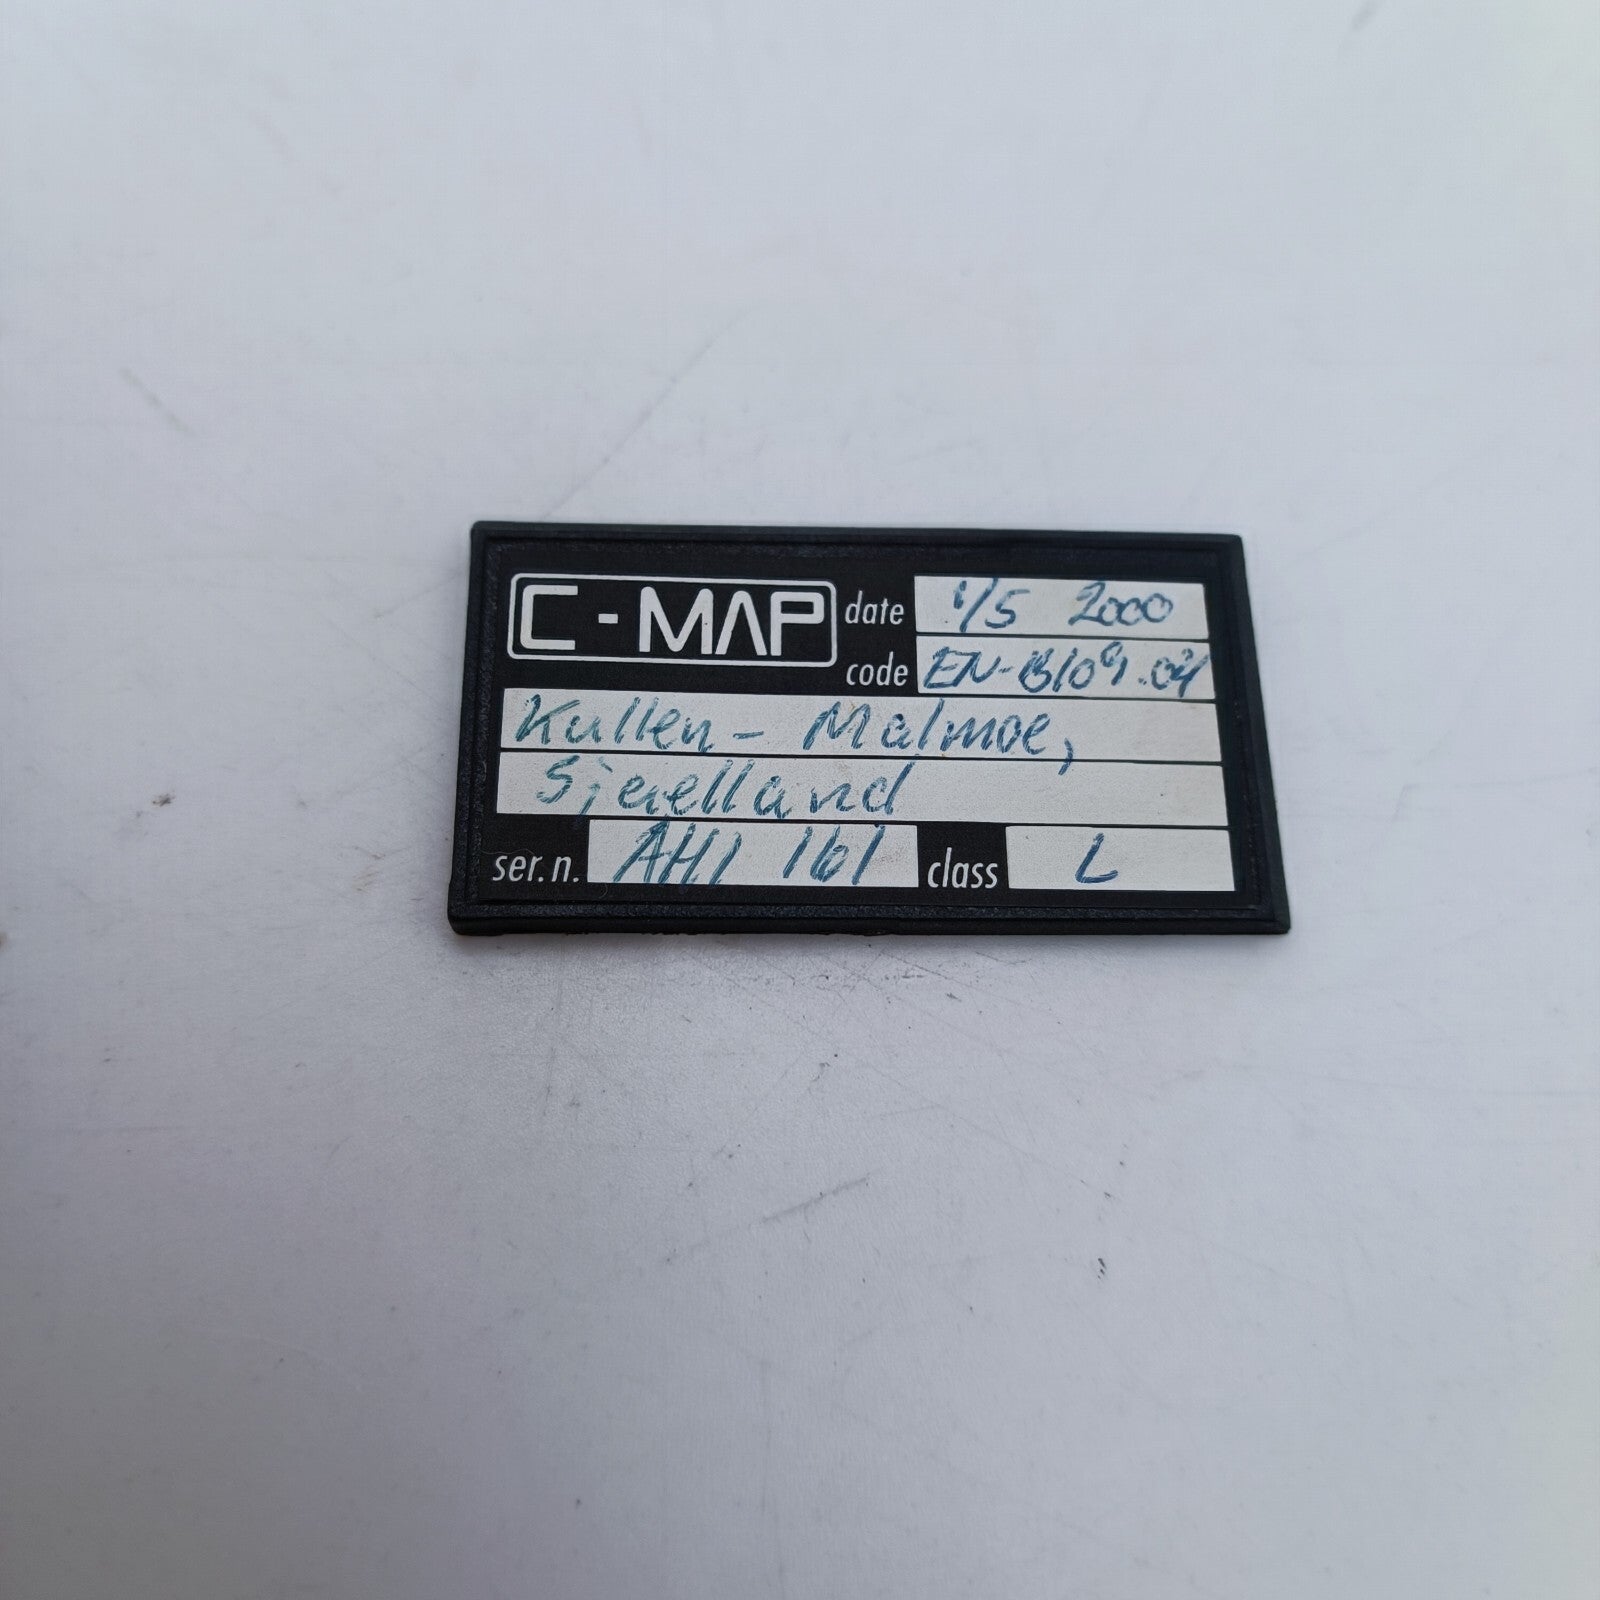 C-MAP date 1/5 2000
code EN-B109.04
Kullen - Malmoe,
Sjaelland
ser.n. AH1 161 class L